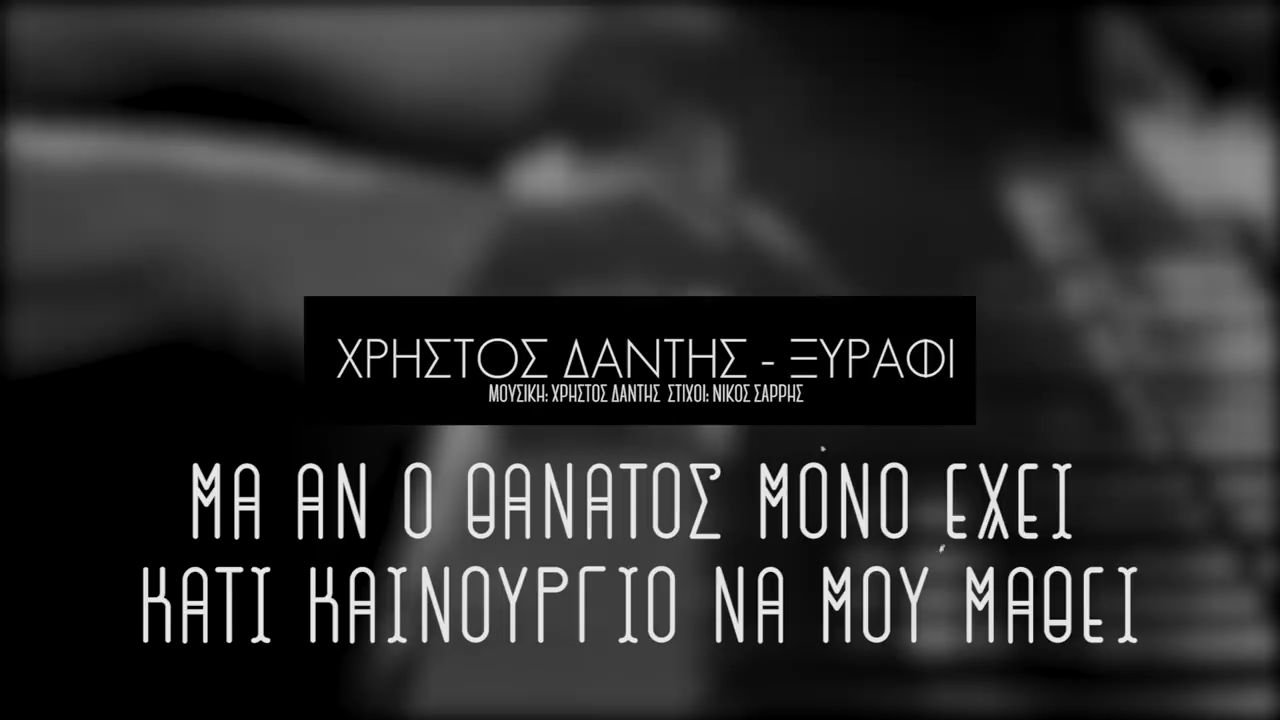 ΧΡΗΣΤΟΣ ΔΑΝΤΗΣ - ΞΥΡΑΦΙ
ΜΟΥΣΙΚΗ: ΧΡΗΣΤΟΣ ΔΑΝΤΗΣ ΣΤΙΧΟΙ: ΝΙΚΟΣ ΣΑΡΡΗΣ
ΜΑ ΑΝ Ο ΘΑΝΑΤΟΣ ΜΟΝΟ ΕΧΕΙ
ΚΑΤΙ ΚΑΙΝΟΥΡΓΙΟ ΝΑ ΜΟΥ ΜΑΘΕΙ